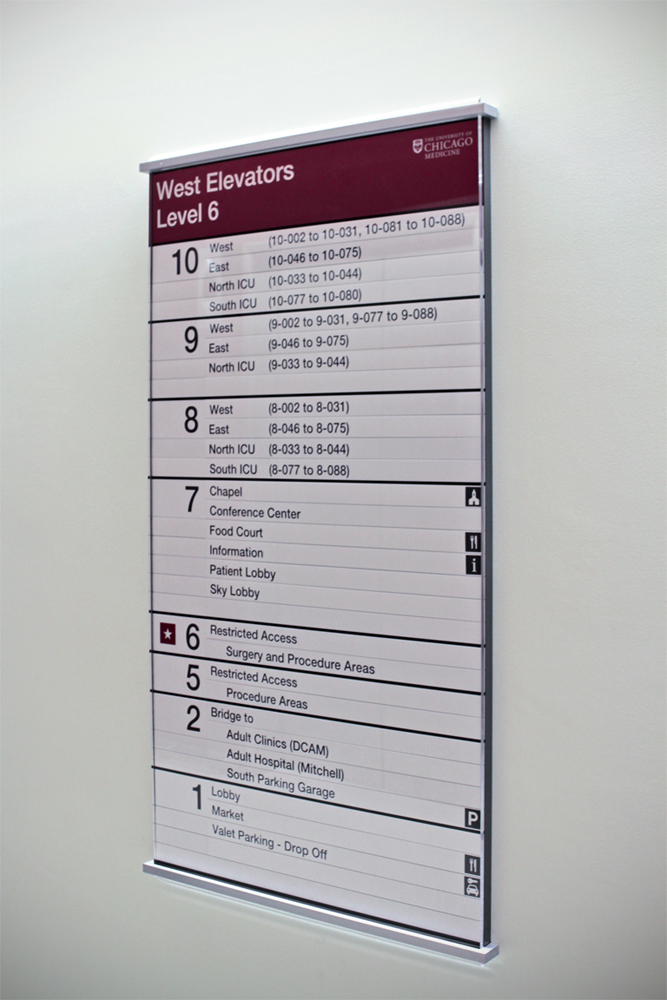 THE UNIVERSITY OF
CHICAGO
MEDICINE
West Elevators
Level 6
10
West (10-002 to 10-031, 10-081 to 10-088)
East (10-046 to 10-075)
North ICU (10-033 to 10-044)
South ICU (10-077 to 10-080)
9
West (9-002 to 9-031, 9-077 to 9-088)
East (9-046 to 9-075)
North ICU (9-033 to 9-044)
8
West (8-002 to 8-031)
East (8-046 to 8-075)
North ICU (8-033 to 8-044)
South ICU (8-077 to 8-088)
7
Chapel
Conference Center
Food Court
Information i
Patient Lobby
Sky Lobby
6
Restricted Access
Surgery and Procedure Areas
5
Restricted Access
Procedure Areas
2
Bridge to
Adult Clinics (DCAM)
Adult Hospital (Mitchell)
South Parking Garage P
1
Lobby
Market
Valet Parking - Drop Off